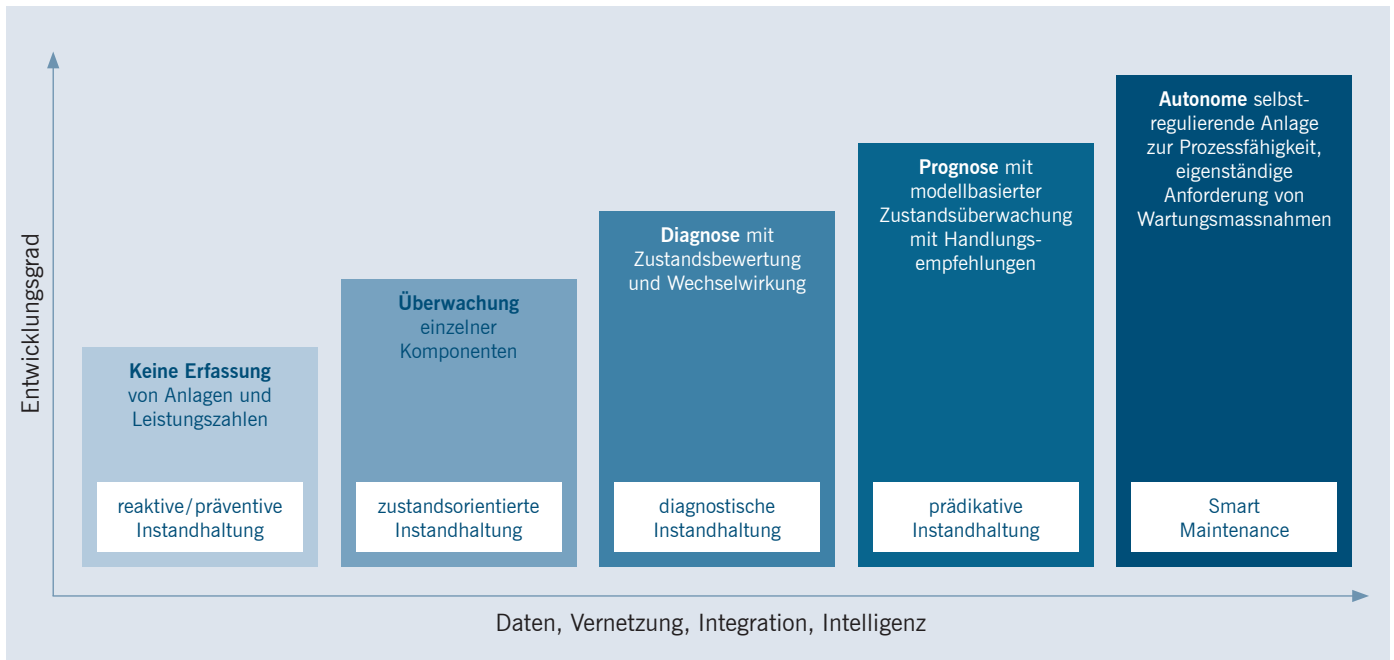 Entwicklungsgrad
Keine Erfassung
von Anlagen und
Leistungszahlen
reaktive/präventive
Instandhaltung
Überwachung
einzelner
Komponenten
zustandsorientierte
Instandhaltung
Diagnose mit
Zustandsbewertung
und Wechselwirkung
diagnostische
Instandhaltung
Prognose mit
modellbasierter
Zustandsüberwachung
mit Handlungs-
empfehlungen
prädikative
Instandhaltung
Autonome selbst-
regulierende Anlage
zur Prozessfähigkeit,
eigenständige
Anforderung von
Wartungsmassnahmen
Smart
Maintenance
Daten, Vernetzung, Integration, Intelligenz